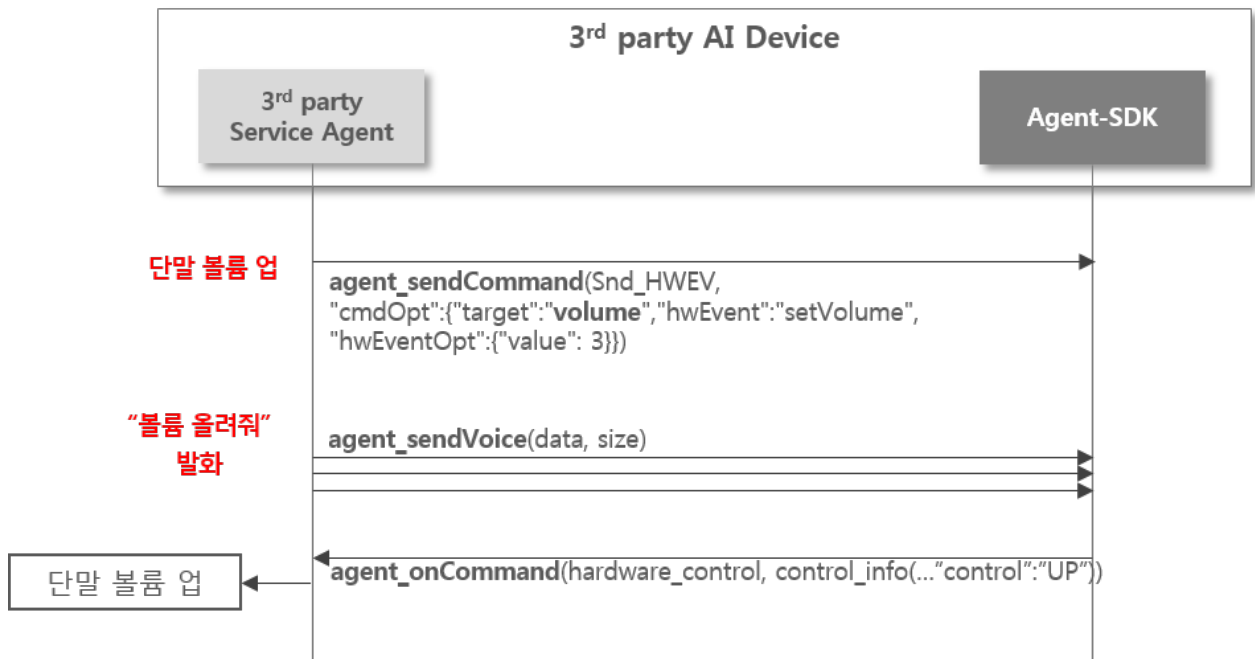 3rd party AI Device
3rd party
Service Agent
Agent-SDK
단말 볼륨 업
agent_sendCommand(Snd_HWEV,
"cmdOpt":{"target":"volume","hwEvent":"setVolume",
"hwEventOpt":{"value": 3}})
“볼륨 올려줘”
발화
agent_sendVoice(data, size)
agent_onCommand(hardware_control, control_info(…“control”:“UP”))
단말 볼륨 업